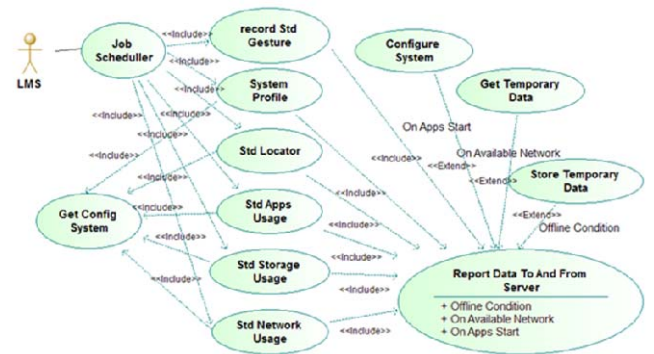 LMS
Job
Scheduller
<<Include>>
record Std
Gesture
<<Include>>
System
Profile
<<Include>>
Std Locator
<<Include>>
<<Include>>
<<Include>>
Std Apps
Usage
<<Include>>
<<Include>>
Get Config
System
<<Include>>
<<Include>>
Std Storage
Usage
<<Include>>
Std Network
Usage
Configure
System
Get Temporary
Data
On Apps Start
On Available Network
<<Include>>
<<Extend>>
<<Extend>>
Store Temporary
Data
<<Include>>
<<Extend>>
Offline Condition
<<Include>>
<<Include>>
<<Include>>
<<Include>>
Report Data To And From
Server
+ Offline Condition
+ On Available Network
+ On Apps Start